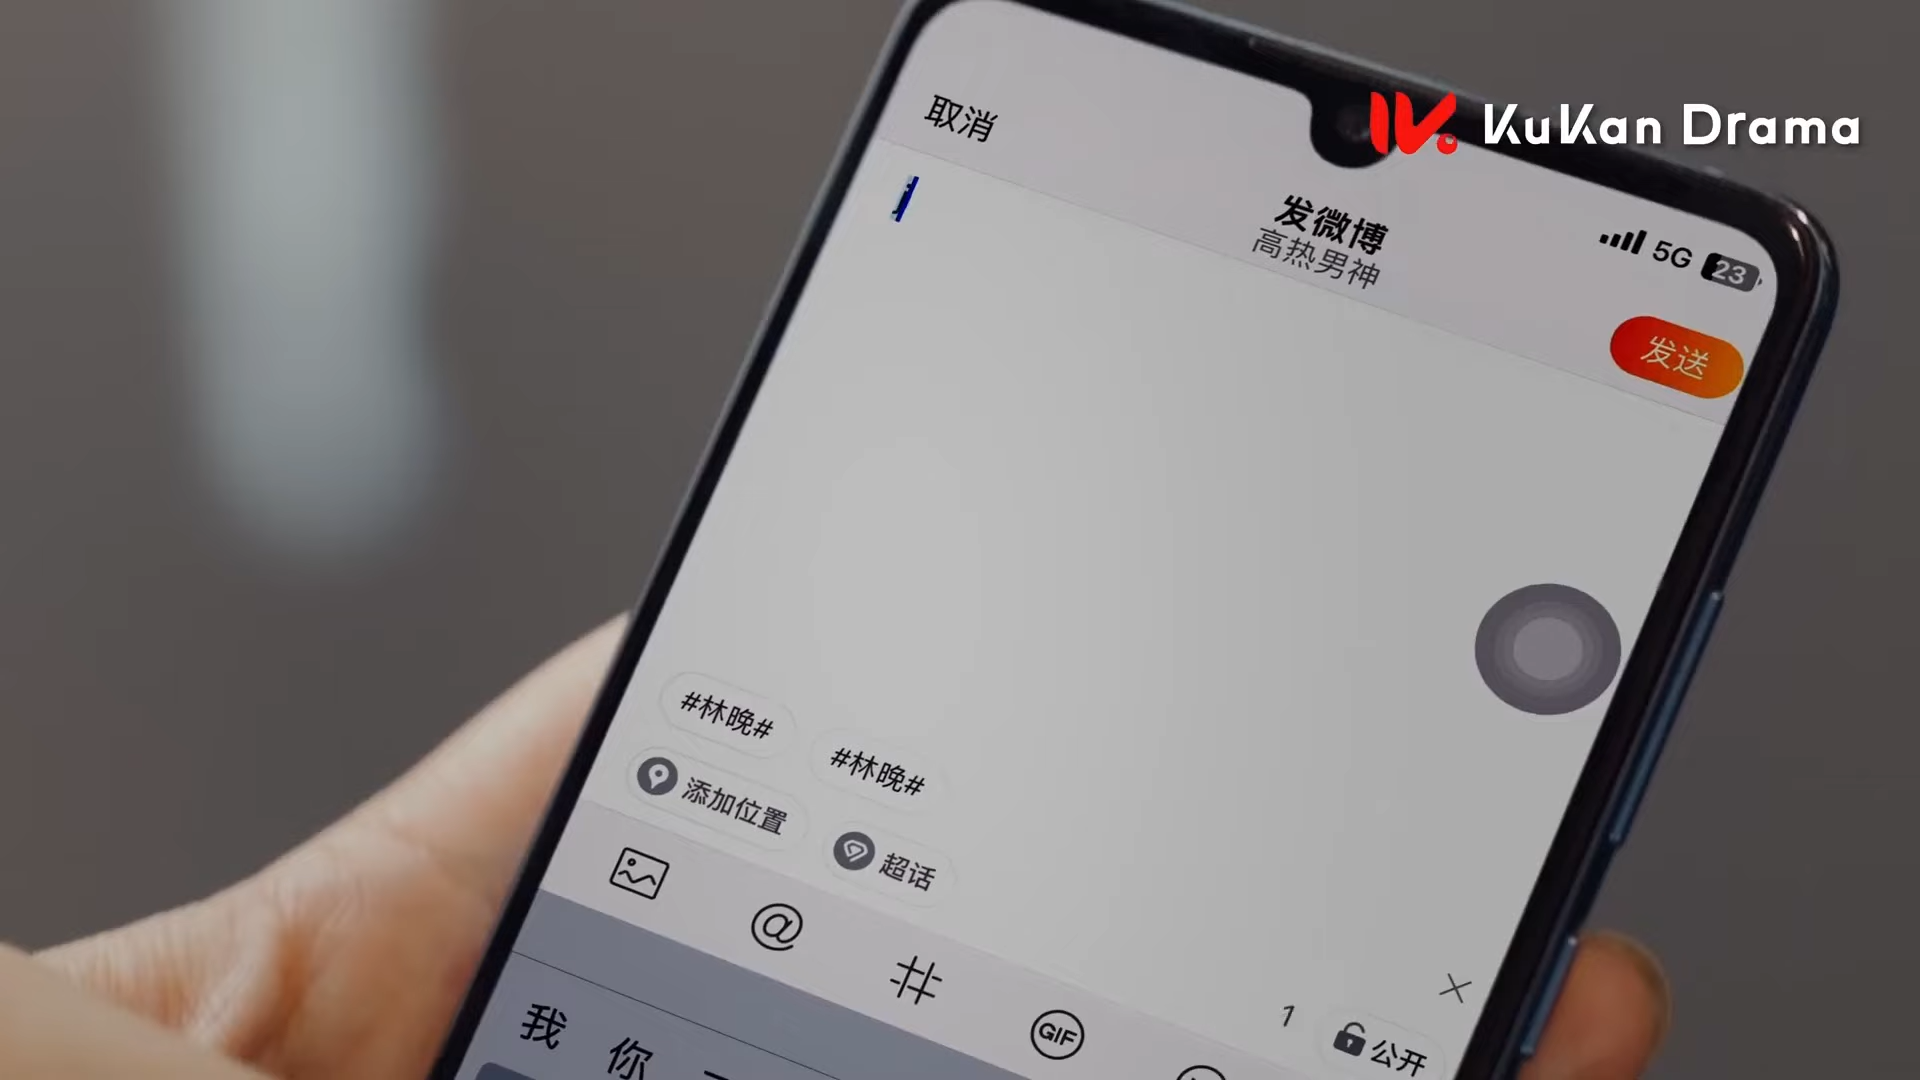 KuKan Drama
取消
发微博
高热男神
5G 23
发送
#林晚# #林晚#
添加位置 超话
@
GIF
1 公开
我 你